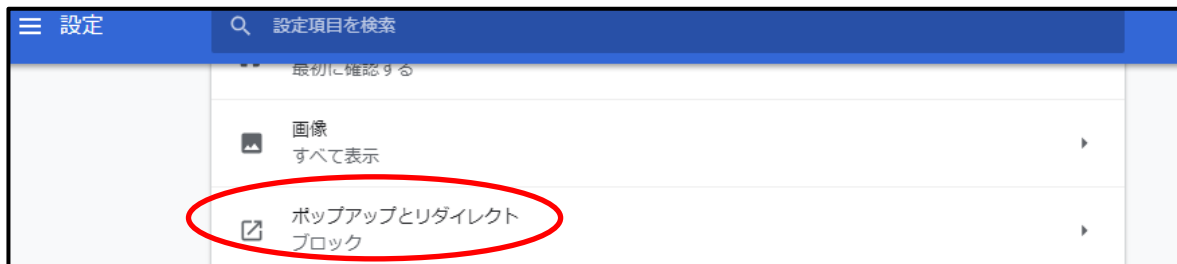 設定
設定項目を検索
最初に確認する
画像
すべて表示
ポップアップとリダイレクト
ブロック